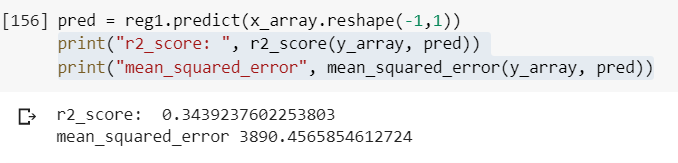 [156] pred = reg1.predict(x_array.reshape(-1,1))
print("r2_score: ", r2_score(y_array, pred))
print("mean_squared_error", mean_squared_error(y_array, pred))
r2_score:  0.3439237602253803
mean_squared_error 3890.4565854612724